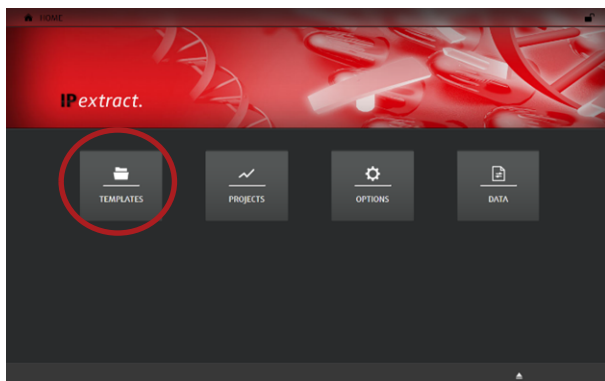 HOME
IPextract.
TEMPLATES
PROJECTS
OPTIONS
DATA